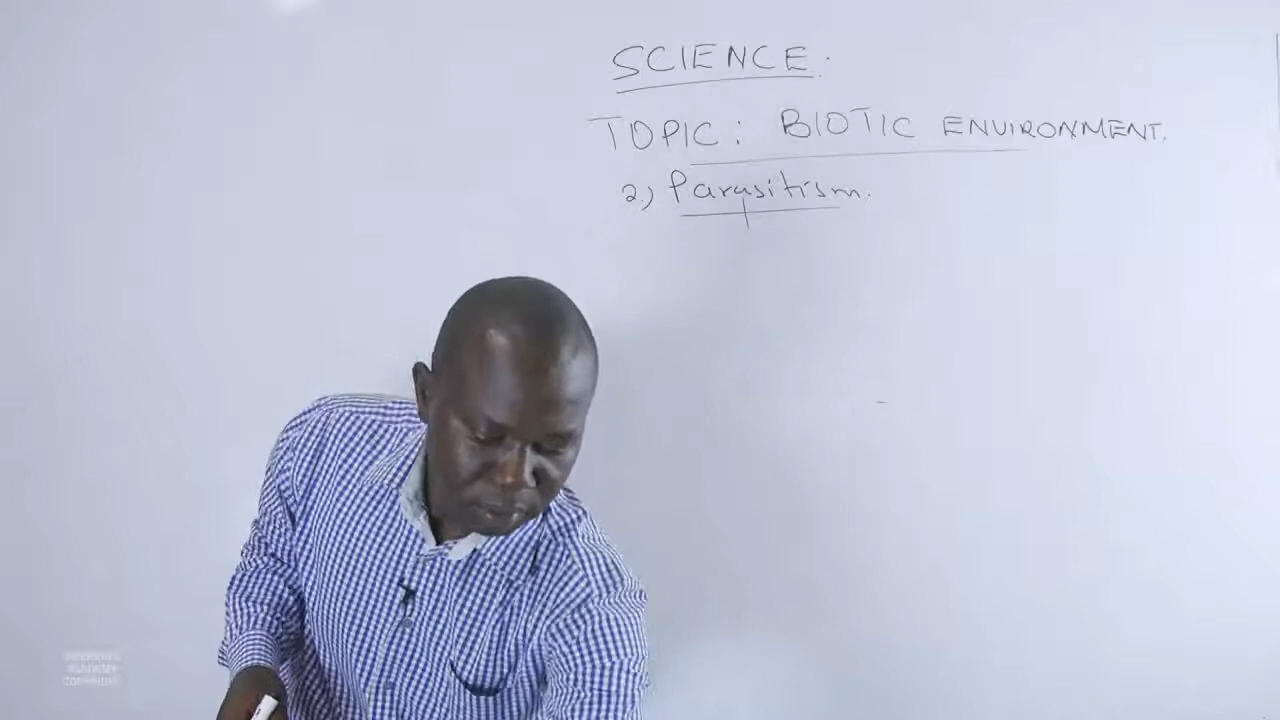 SCIENCE.
TOPIC: BIOTIC ENVIRONMENT.
2.) Parasitism.